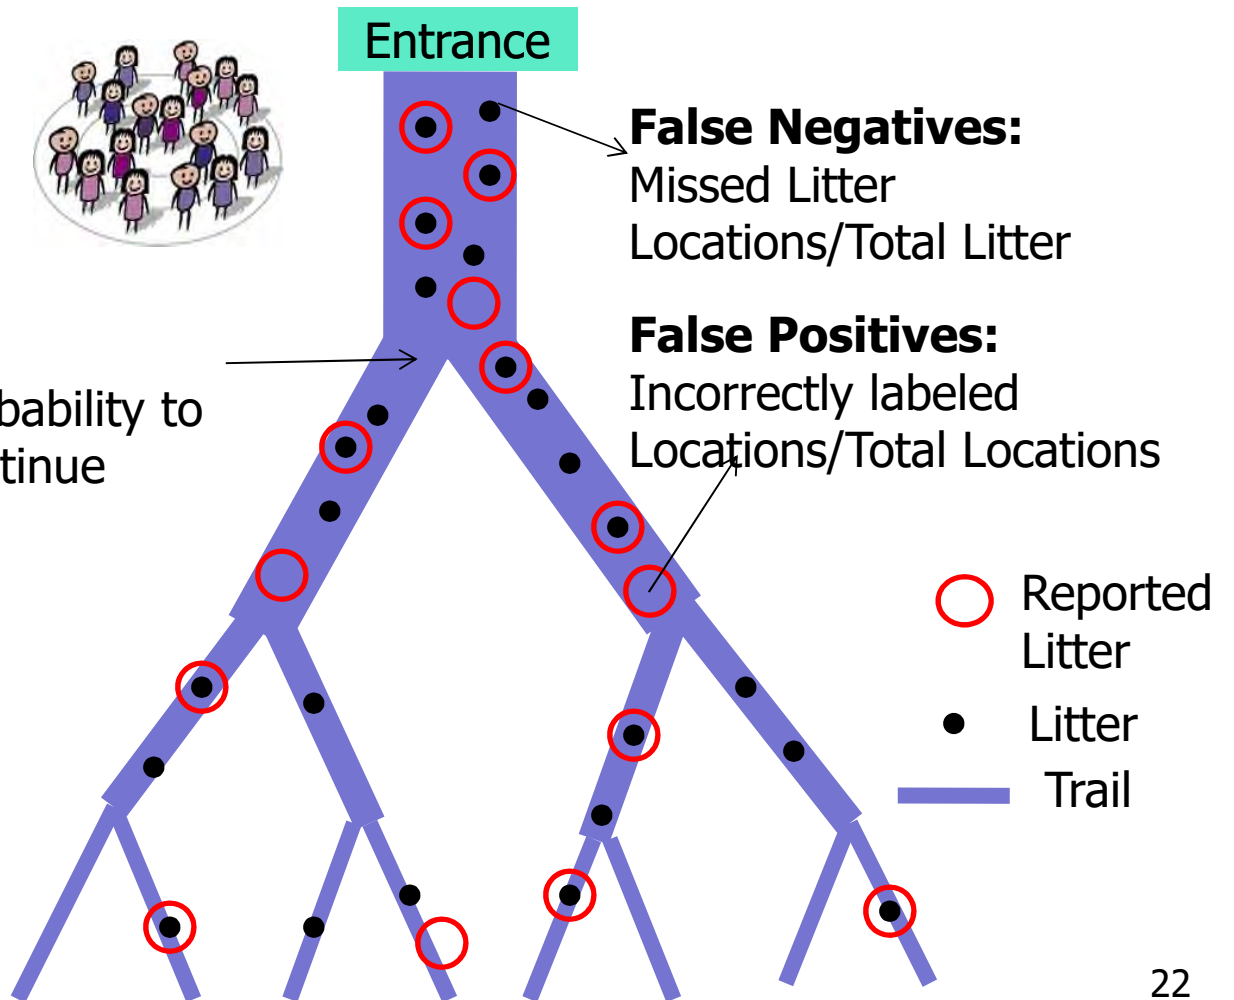 Entrance
False Negatives:
Missed Litter
Locations/Total Litter
False Positives:
Incorrectly labeled
Locations/Total Locations
bability to
tinue
Reported
Litter
Litter
Trail
22